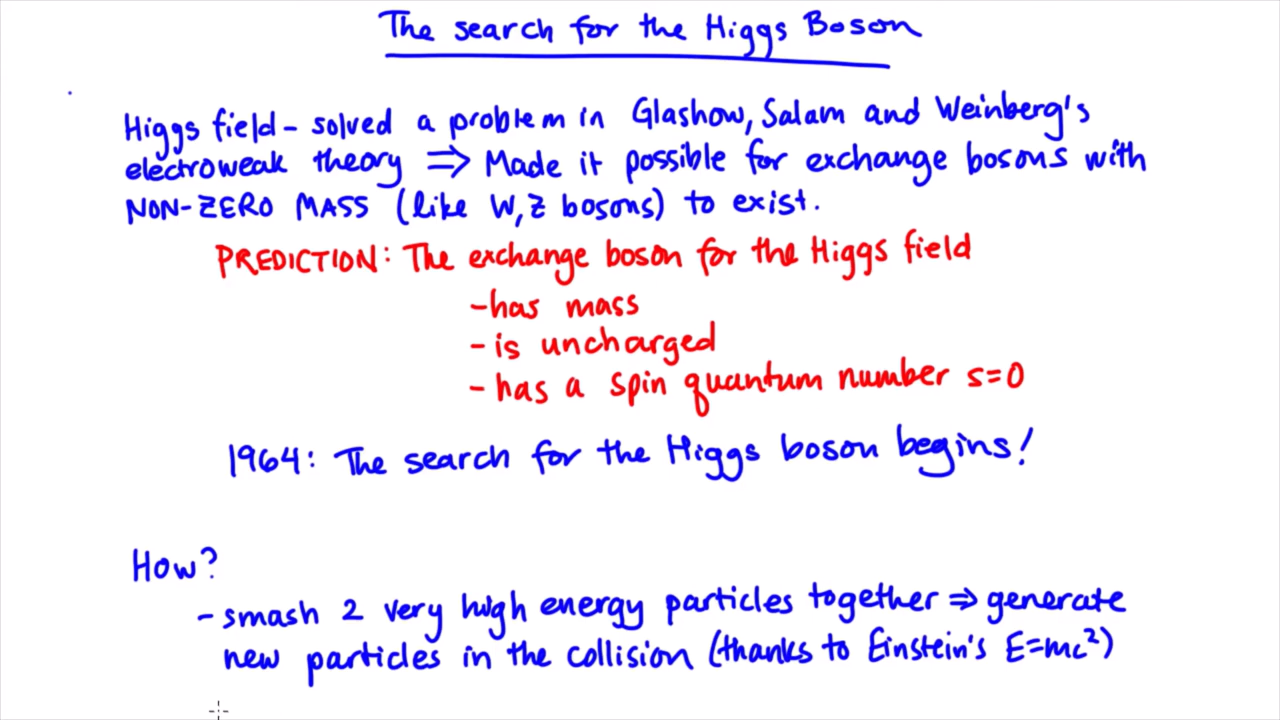 The search for the Higgs Boson
Higgs field - solved a problem in Glashow, Salam and Weinberg's
electroweak theory ⇒ Made it possible for exchange bosons with
NON-ZERO MASS (like W, Z bosons) to exist.
PREDICTION: The exchange boson for the Higgs field
- has mass
- is uncharged
- has a spin quantum number s=0
1964: The search for the Higgs boson begins!
How?
- smash 2 very high energy particles together ⇒ generate
new particles in the collision (thanks to Einstein's E=mc²)